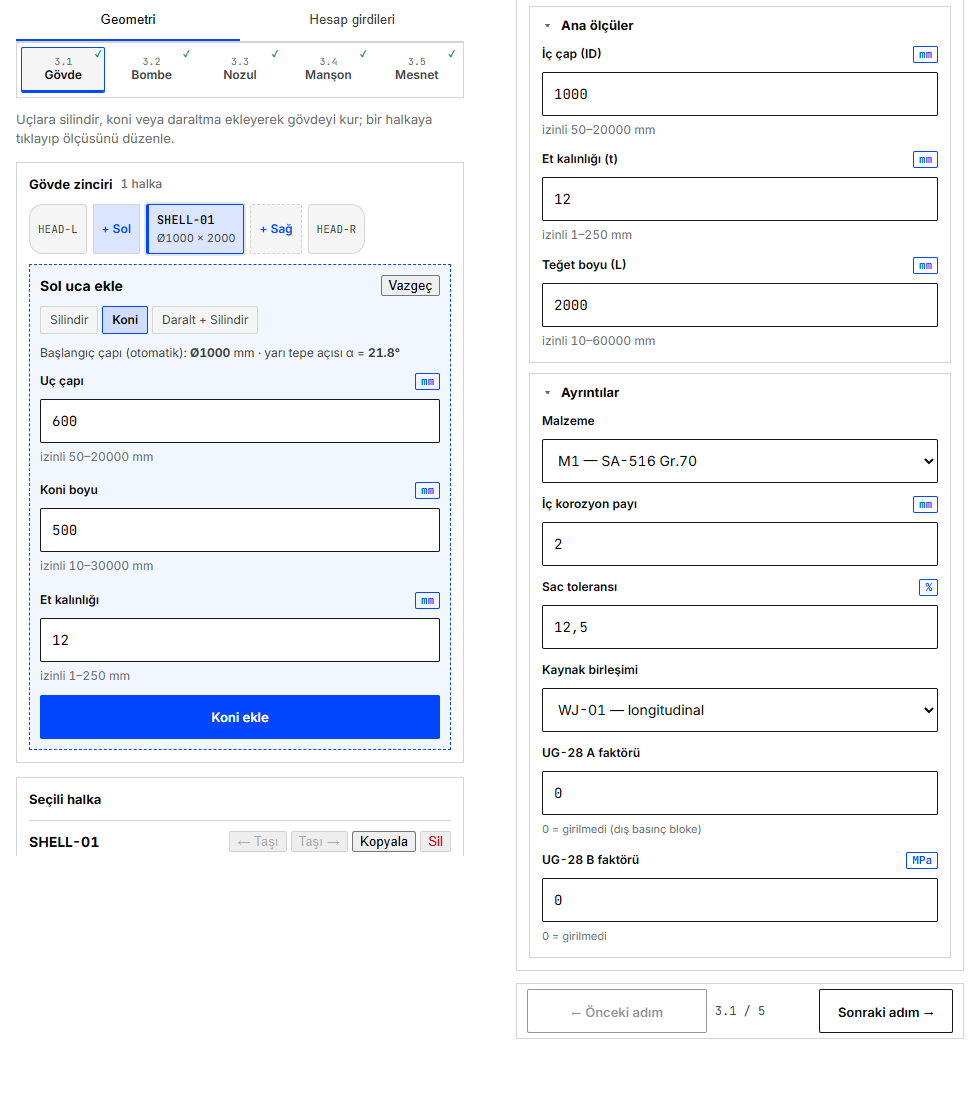 Geometri
Hesap girdileri
3.1 ✓
Gövde
3.2 ✓
Bombe
3.3 ✓
Nozul
3.4 ✓
Manşon
3.5 ✓
Mesnet
Uçlara silindir, koni veya daraltma ekleyerek gövdeyi kur; bir halkaya
tıklayıp ölçüsünü düzenle.
Gövde zinciri 1 halka
HEAD-L
+ Sol
SHELL-01
Ø1000 × 2000
+ Sağ
HEAD-R
Sol uca ekle
Vazgeç
Silindir
Koni
Daralt + Silindir
Başlangıç çapı (otomatik): Ø1000 mm · yarı tepe açısı α = 21.8°
Uç çapı mm
600
izinli 50–20000 mm
Koni boyu mm
500
izinli 10–30000 mm
Et kalınlığı mm
12
izinli 1–250 mm
Koni ekle
Seçili halka
SHELL-01
← Taşı
Taşı →
Kopyala
Sil
Ana ölçüler
İç çap (ID) mm
1000
izinli 50–20000 mm
Et kalınlığı (t) mm
12
izinli 1–250 mm
Teğet boyu (L) mm
2000
izinli 10–60000 mm
Ayrıntılar
Malzeme
M1 — SA-516 Gr.70
İç korozyon payı mm
2
Sac toleransı %
12,5
Kaynak birleşimi
WJ-01 — longitudinal
UG-28 A faktörü
0
0 = girilmedi (dış basınç bloke)
UG-28 B faktörü MPa
0
0 = girilmedi
← Önceki adım
3.1 / 5
Sonraki adım →